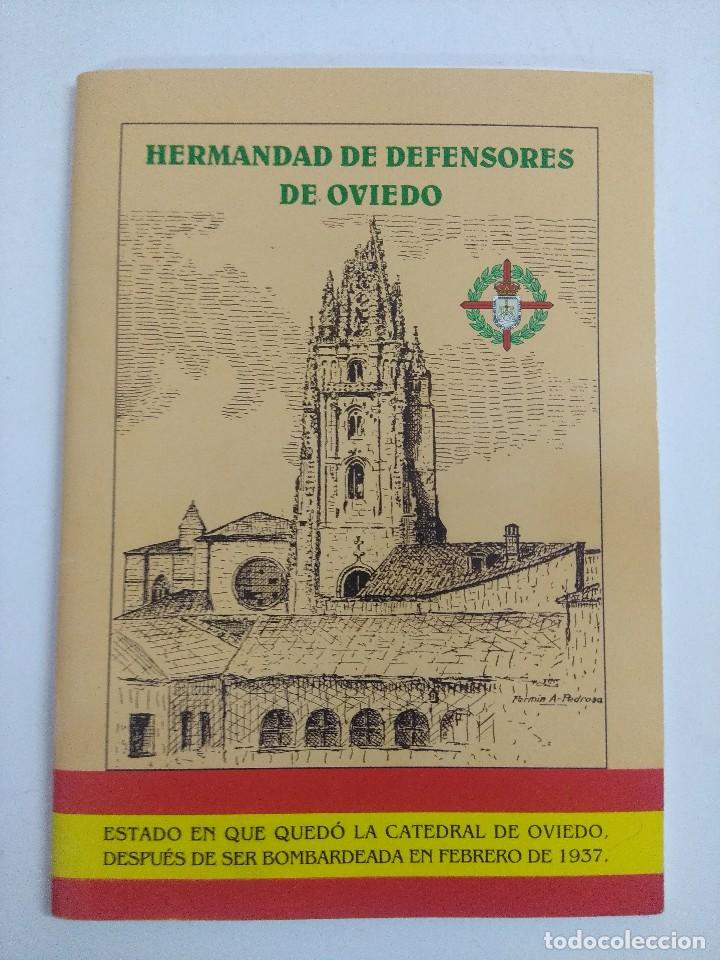 HERMANDAD DE DEFENSORES
DE OVIEDO
Fermin A-Pedrosa
ESTADO EN QUE QUEDÓ LA CATEDRAL DE OVIEDO,
DESPUÉS DE SER BOMBARDEADA EN FEBRERO DE 1937.
todocoleccion